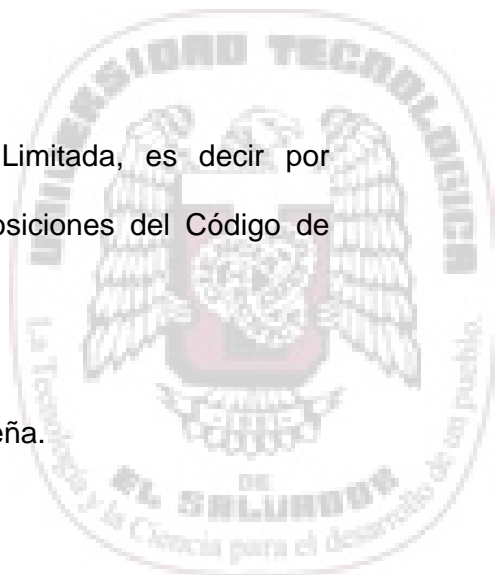 UNIVERSIDAD TECNOLOGICA
Limitada, es decir por
osiciones del Código de
eña.
DE
EL SALVADOR
La Tecnología y la Ciencia para el desarrollo de un pueblo.